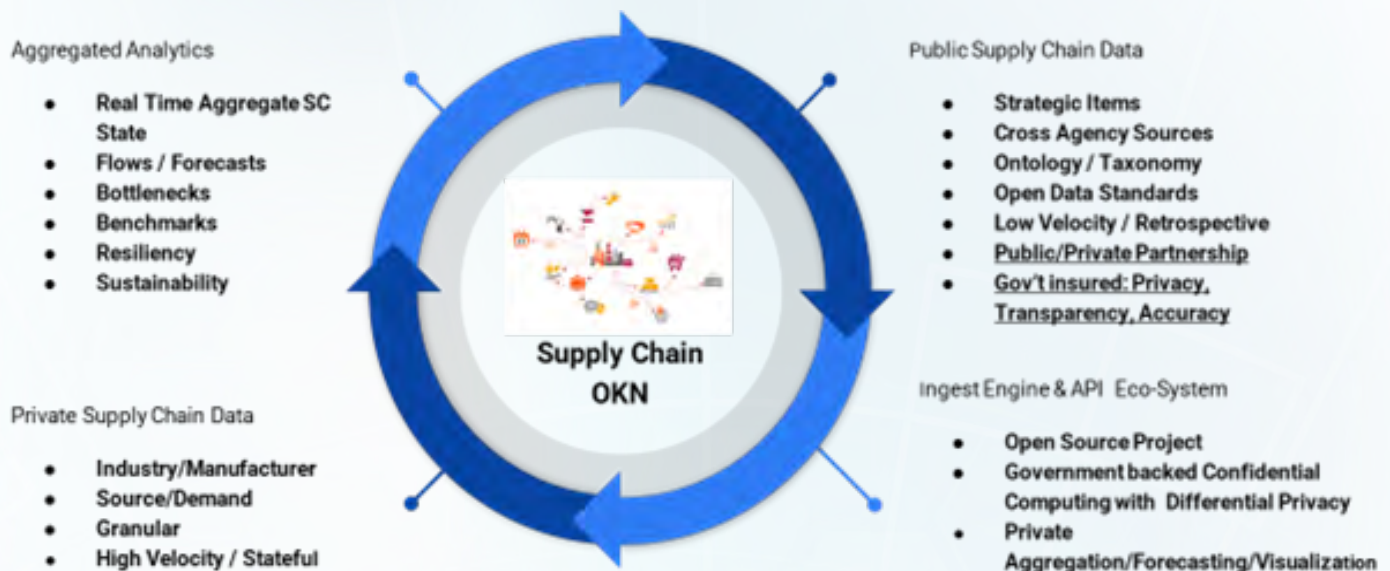 Aggregated Analytics
● Real Time Aggregate SC
State
● Flows / Forecasts
● Bottlenecks
● Benchmarks
● Resiliency
● Sustainability
Private Supply Chain Data
● Industry/Manufacturer
● Source/Demand
● Granular
● High Velocity / Stateful
Supply Chain
OKN
Public Supply Chain Data
● Strategic Items
● Cross Agency Sources
● Ontology / Taxonomy
● Open Data Standards
● Low Velocity / Retrospective
● Public/Private Partnership
● Gov't insured: Privacy,
Transparency, Accuracy
Ingest Engine & API Eco-System
● Open Source Project
● Government backed Confidential
Computing with Differential Privacy
● Private
Aggregation/Forecasting/Visualization